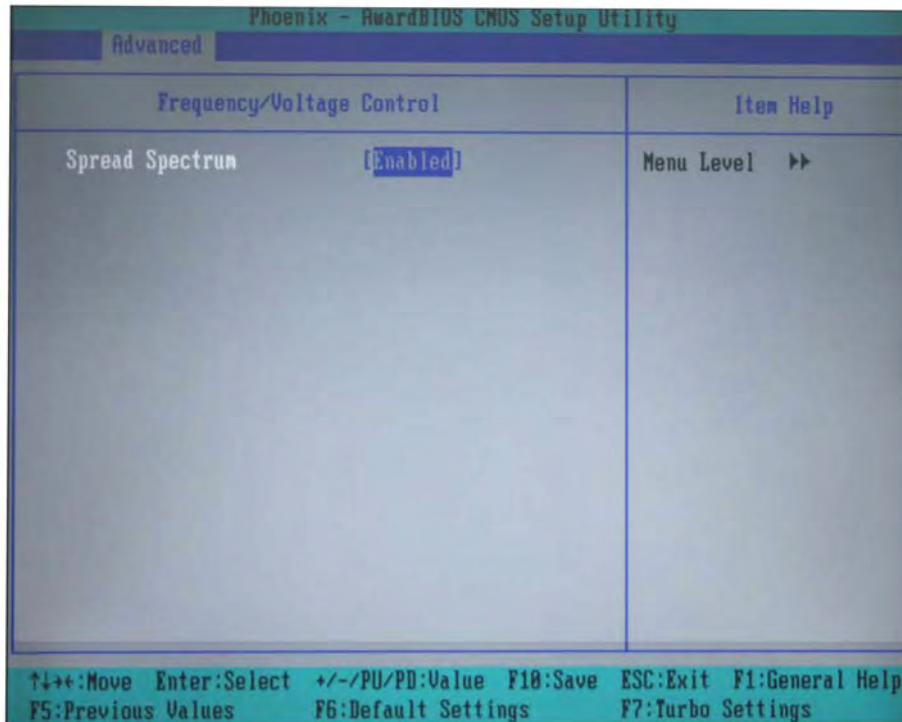 Phoenix - AwardBIOS CMOS Setup Utility
Advanced
Frequency/Voltage Control
Item Help
Spread Spectrum [Enabled]
Menu Level ▶▶
↑↓→←:Move Enter:Select +/-/PU/PD:Value F10:Save ESC:Exit F1:General Help
F5:Previous Values F6:Default Settings F7:Turbo Settings